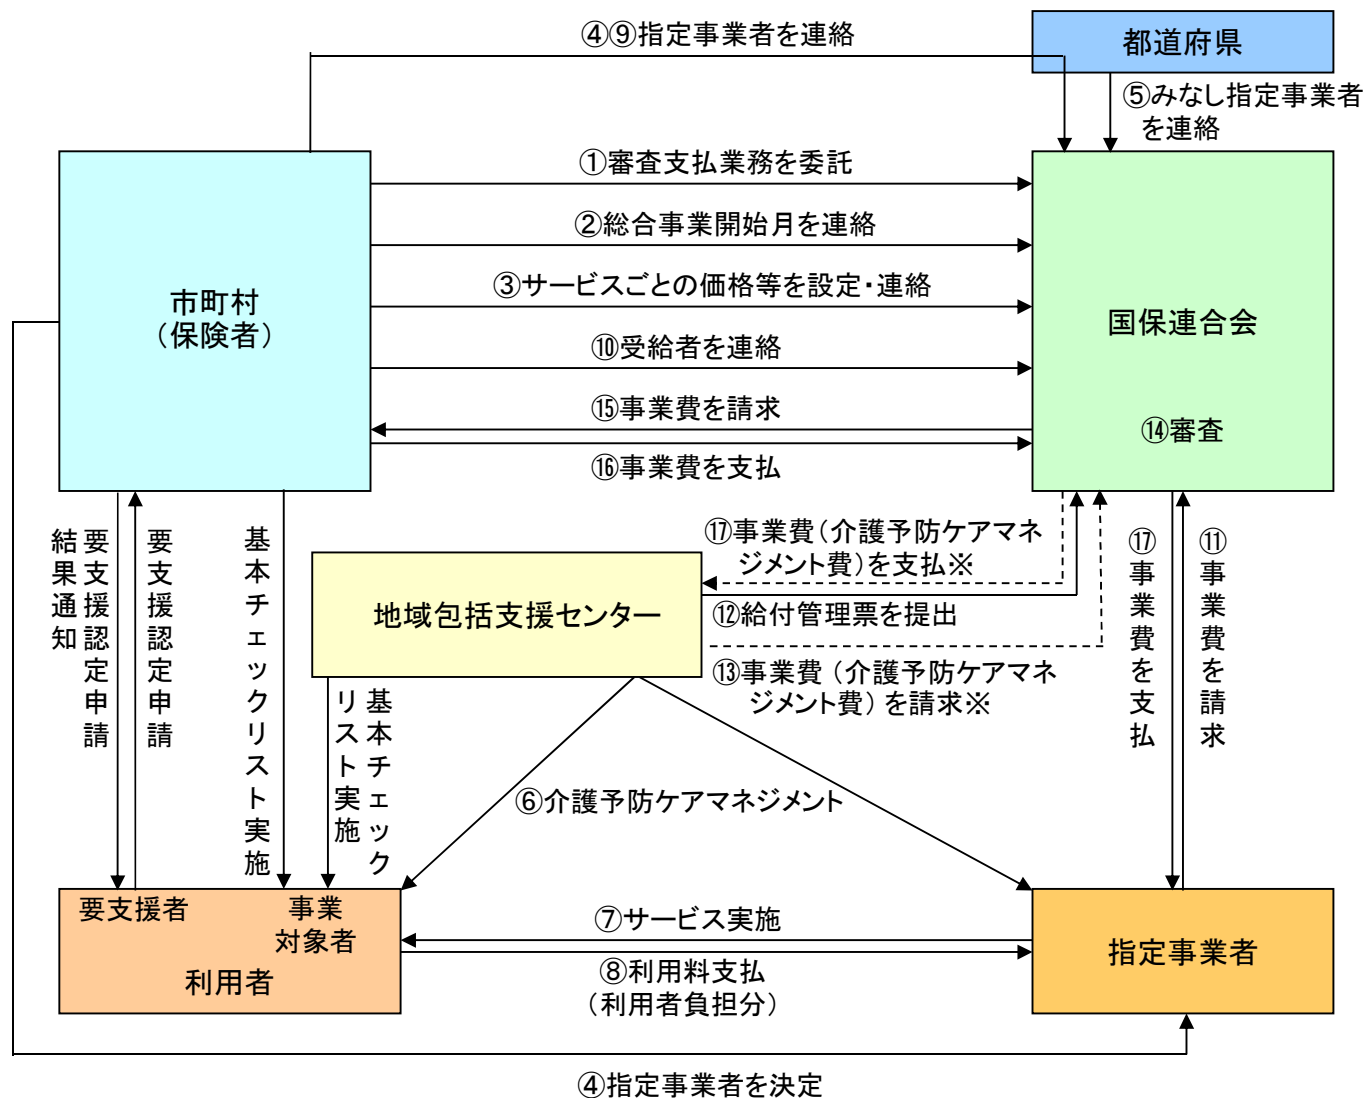 ④⑨指定事業者を連絡
都道府県
⑤みなし指定事業者
を連絡
①審査支払業務を委託
②総合事業開始月を連絡
③サービスごとの価格等を設定・連絡
市町村
（保険者）
国保連合会
⑩受給者を連絡
⑮事業費を請求
⑭審査
⑯事業費を支払
要支援認定申請
結果通知
要支援認定申請
基本チェックリスト実施
⑰事業費（介護予防ケアマネ
ジメント費）を支払※
地域包括支援センター
⑫給付管理票を提出
⑬事業費（介護予防ケアマネ
ジメント費）を請求※
⑰事業費を支払
⑪事業費を請求
基本チェック
リスト実施
⑥介護予防ケアマネジメント
要支援者
事業
対象者
利用者
⑦サービス実施
⑧利用料支払
（利用者負担分）
指定事業者
④指定事業者を決定